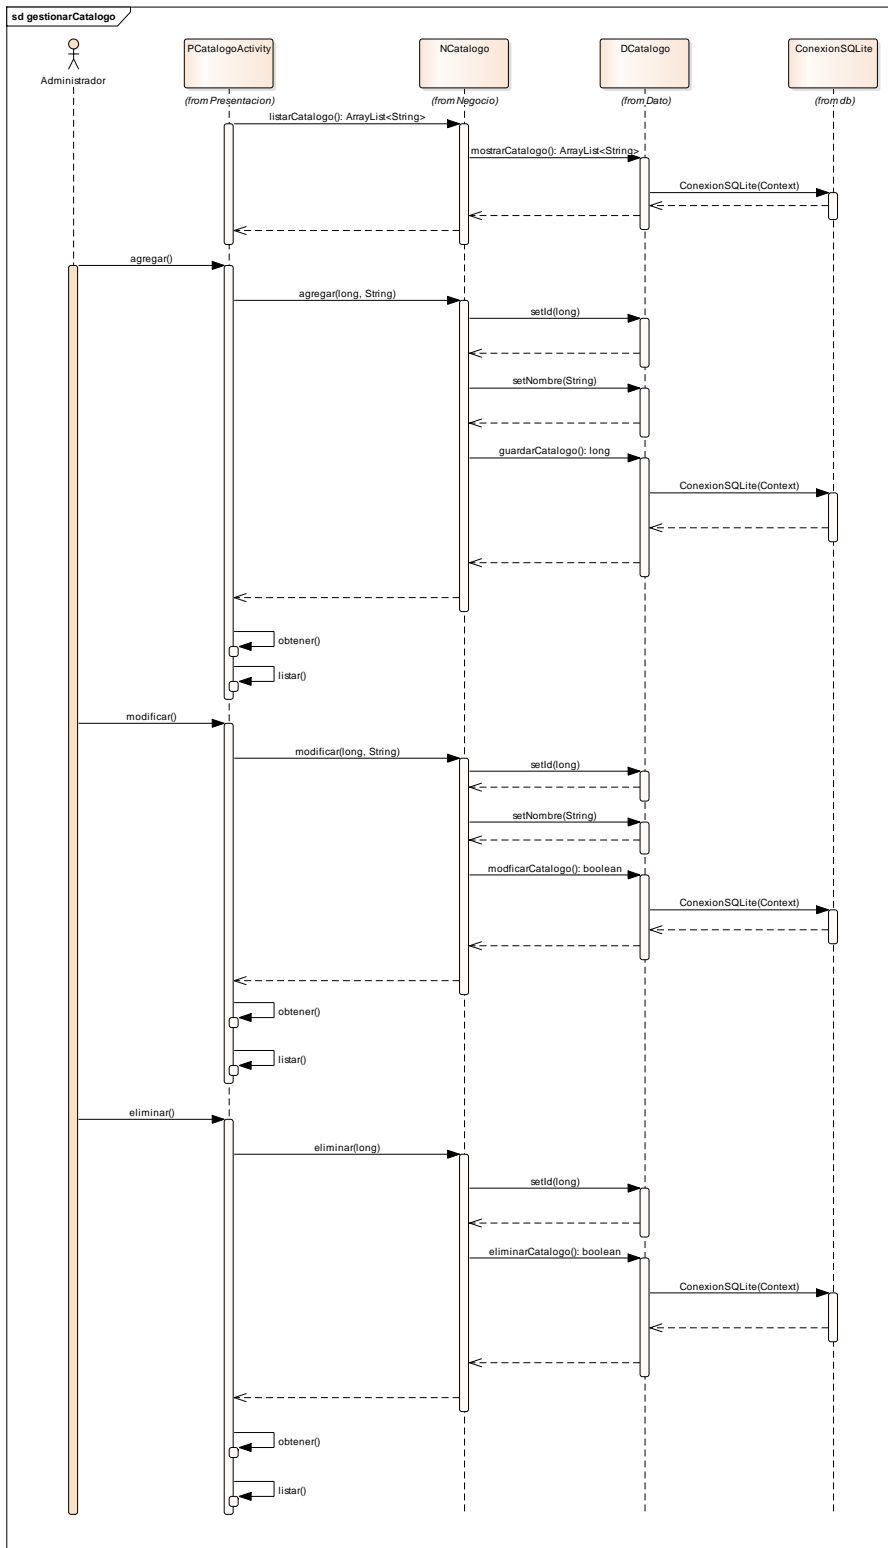 sd gestionarCatalogo
Administrador
PCatalogoActivity
NCatalogo
DCatalogo
ConexionSQLite
(from Presentacion)
(from Negocio)
(from Dato)
(from db)
listarCatalogo(): ArrayList<String>
mostrarCatalogo(): ArrayList<String>
ConexionSQLite(Context)
agregar()
agregar(long, String)
setId(long)
setNombre(String)
guardarCatalogo(): long
ConexionSQLite(Context)
obtener()
listar()
modificar()
modificar(long, String)
setId(long)
setNombre(String)
modficarCatalogo(): boolean
ConexionSQLite(Context)
obtener()
listar()
eliminar()
eliminar(long)
setId(long)
eliminarCatalogo(): boolean
ConexionSQLite(Context)
obtener()
listar()